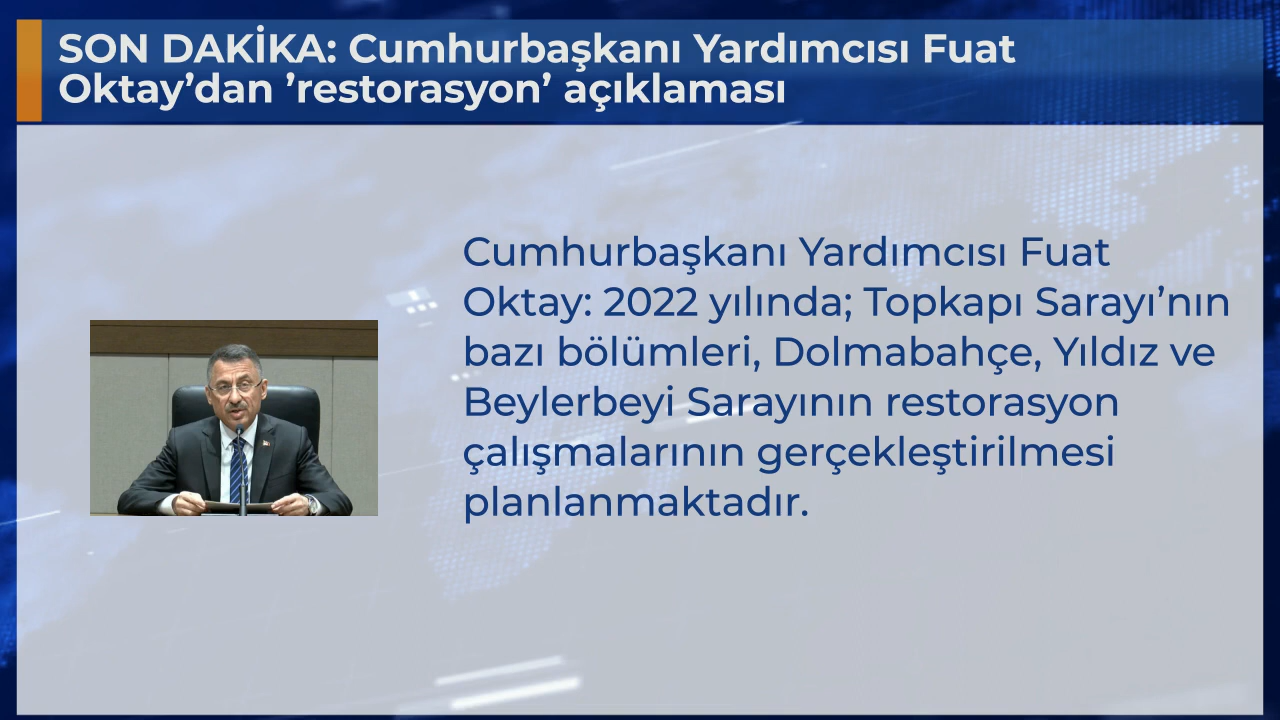 SON DAKİKA: Cumhurbaşkanı Yardımcısı Fuat
Oktay’dan ’restorasyon’ açıklaması
Cumhurbaşkanı Yardımcısı Fuat
Oktay: 2022 yılında; Topkapı Sarayı’nın
bazı bölümleri, Dolmabahçe, Yıldız ve
Beylerbeyi Sarayının restorasyon
çalışmalarının gerçekleştirilmesi
planlanmaktadır.